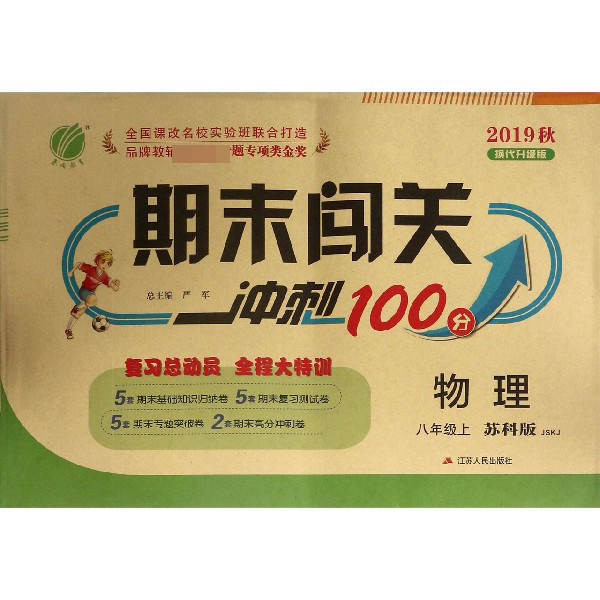 全国课改名校实验班联合打造
品牌教辅 题专项类金奖
2019秋
换代升级版
期末闯关
总主编 严 军
冲刺100分
复习总动员 全程大特训
5套期末基础知识归纳卷 5套期末复习测试卷
5套期末专题突破卷 2套期末高分冲刺卷
物理
八年级上 苏科版 JSKJ
江苏人民出版社